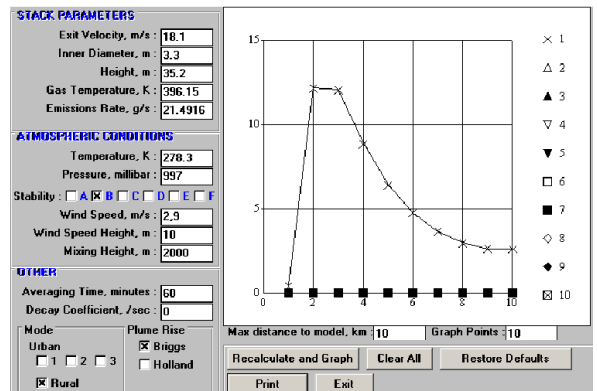 STACK PARAMETERS
Exit Velocity, m/s : 18.1
Inner Diameter, m : 3.3
Height, m : 35.2
Gas Temperature, K : 396.15
Emissions Rate, g/s : 21.4916
ATMOSPHERIC CONDITIONS
Temperature, K : 278.3
Pressure, millibar : 997
Stability : A B C D E F
Wind Speed, m/s : 2.9
Wind Speed Height, m : 10
Mixing Height, m : 2000
OTHER
Averaging Time, minutes : 60
Decay Coefficient, /sec : 0
Mode
Urban
1 2 3
Rural
Plume Rise
Briggs
Holland
15
10
5
0
0 2 4 6 8 10
1
2
3
4
5
6
7
8
9
10
Max distance to model, km : 10 Graph Points : 10
Recalculate and Graph Clear All Restore Defaults
Print Exit